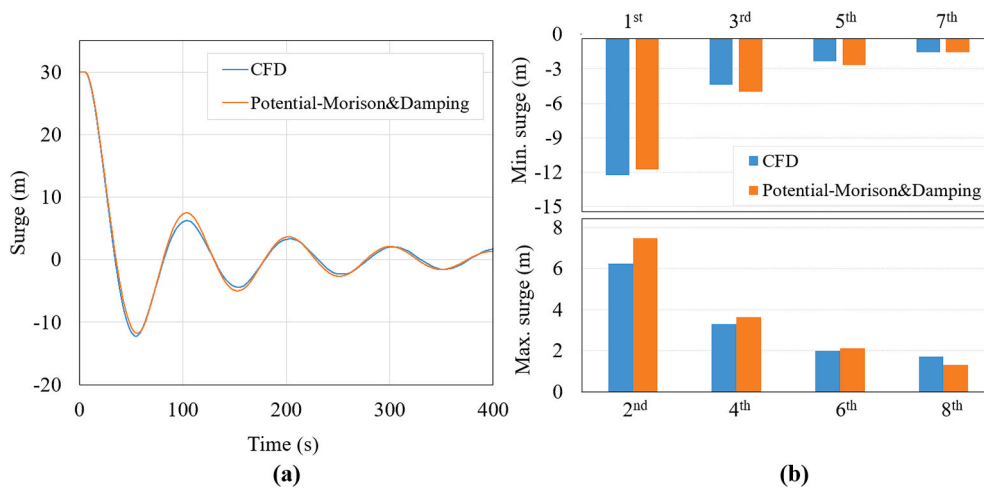 Surge (m)
30
20
10
0
-10
-20
CFD
Potential-Morison&Damping
0
100
200
300
400
Time (s)
(a)
1st
3rd
5th
7th
Min. surge (m)
0
-3
-6
-9
-12
-15
CFD
Potential-Morison&Damping
Max. surge (m)
8
6
4
2
0
2nd
4th
6th
8th
(b)